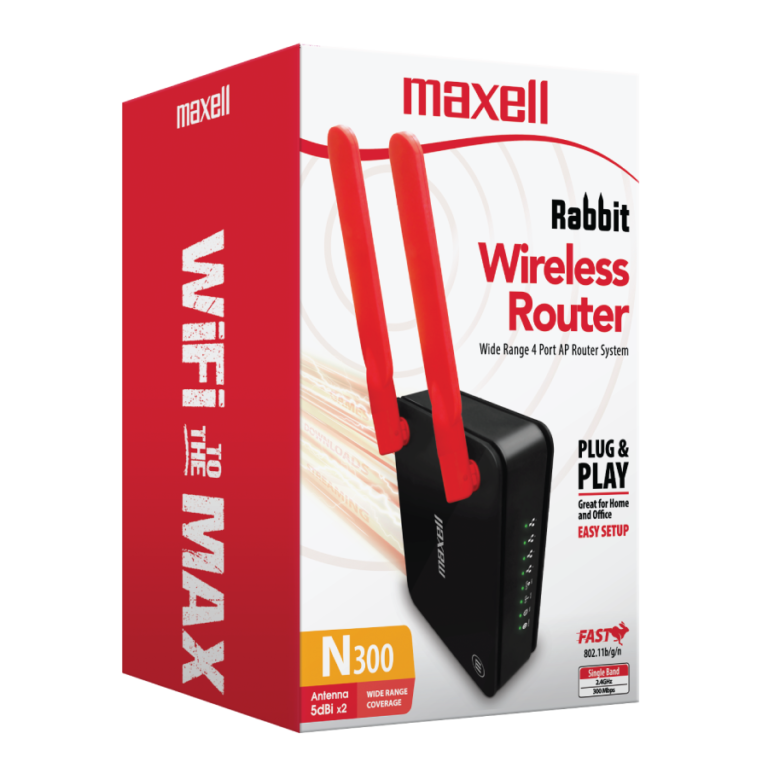 maxell
WiFi TO THE MAX
maxell
Rabbit
Wireless
Router
Wide Range 4 Port AP Router System
PLUG &
PLAY
Great for Home
and Office
EASY SETUP
DOWNLOADS
STREAMING
maxell
FAST
802.11b/g/n
Single Band
2.4GHz
300 Mbps
N300
Antenna
5dBi x2
WIDE RANGE
COVERAGE